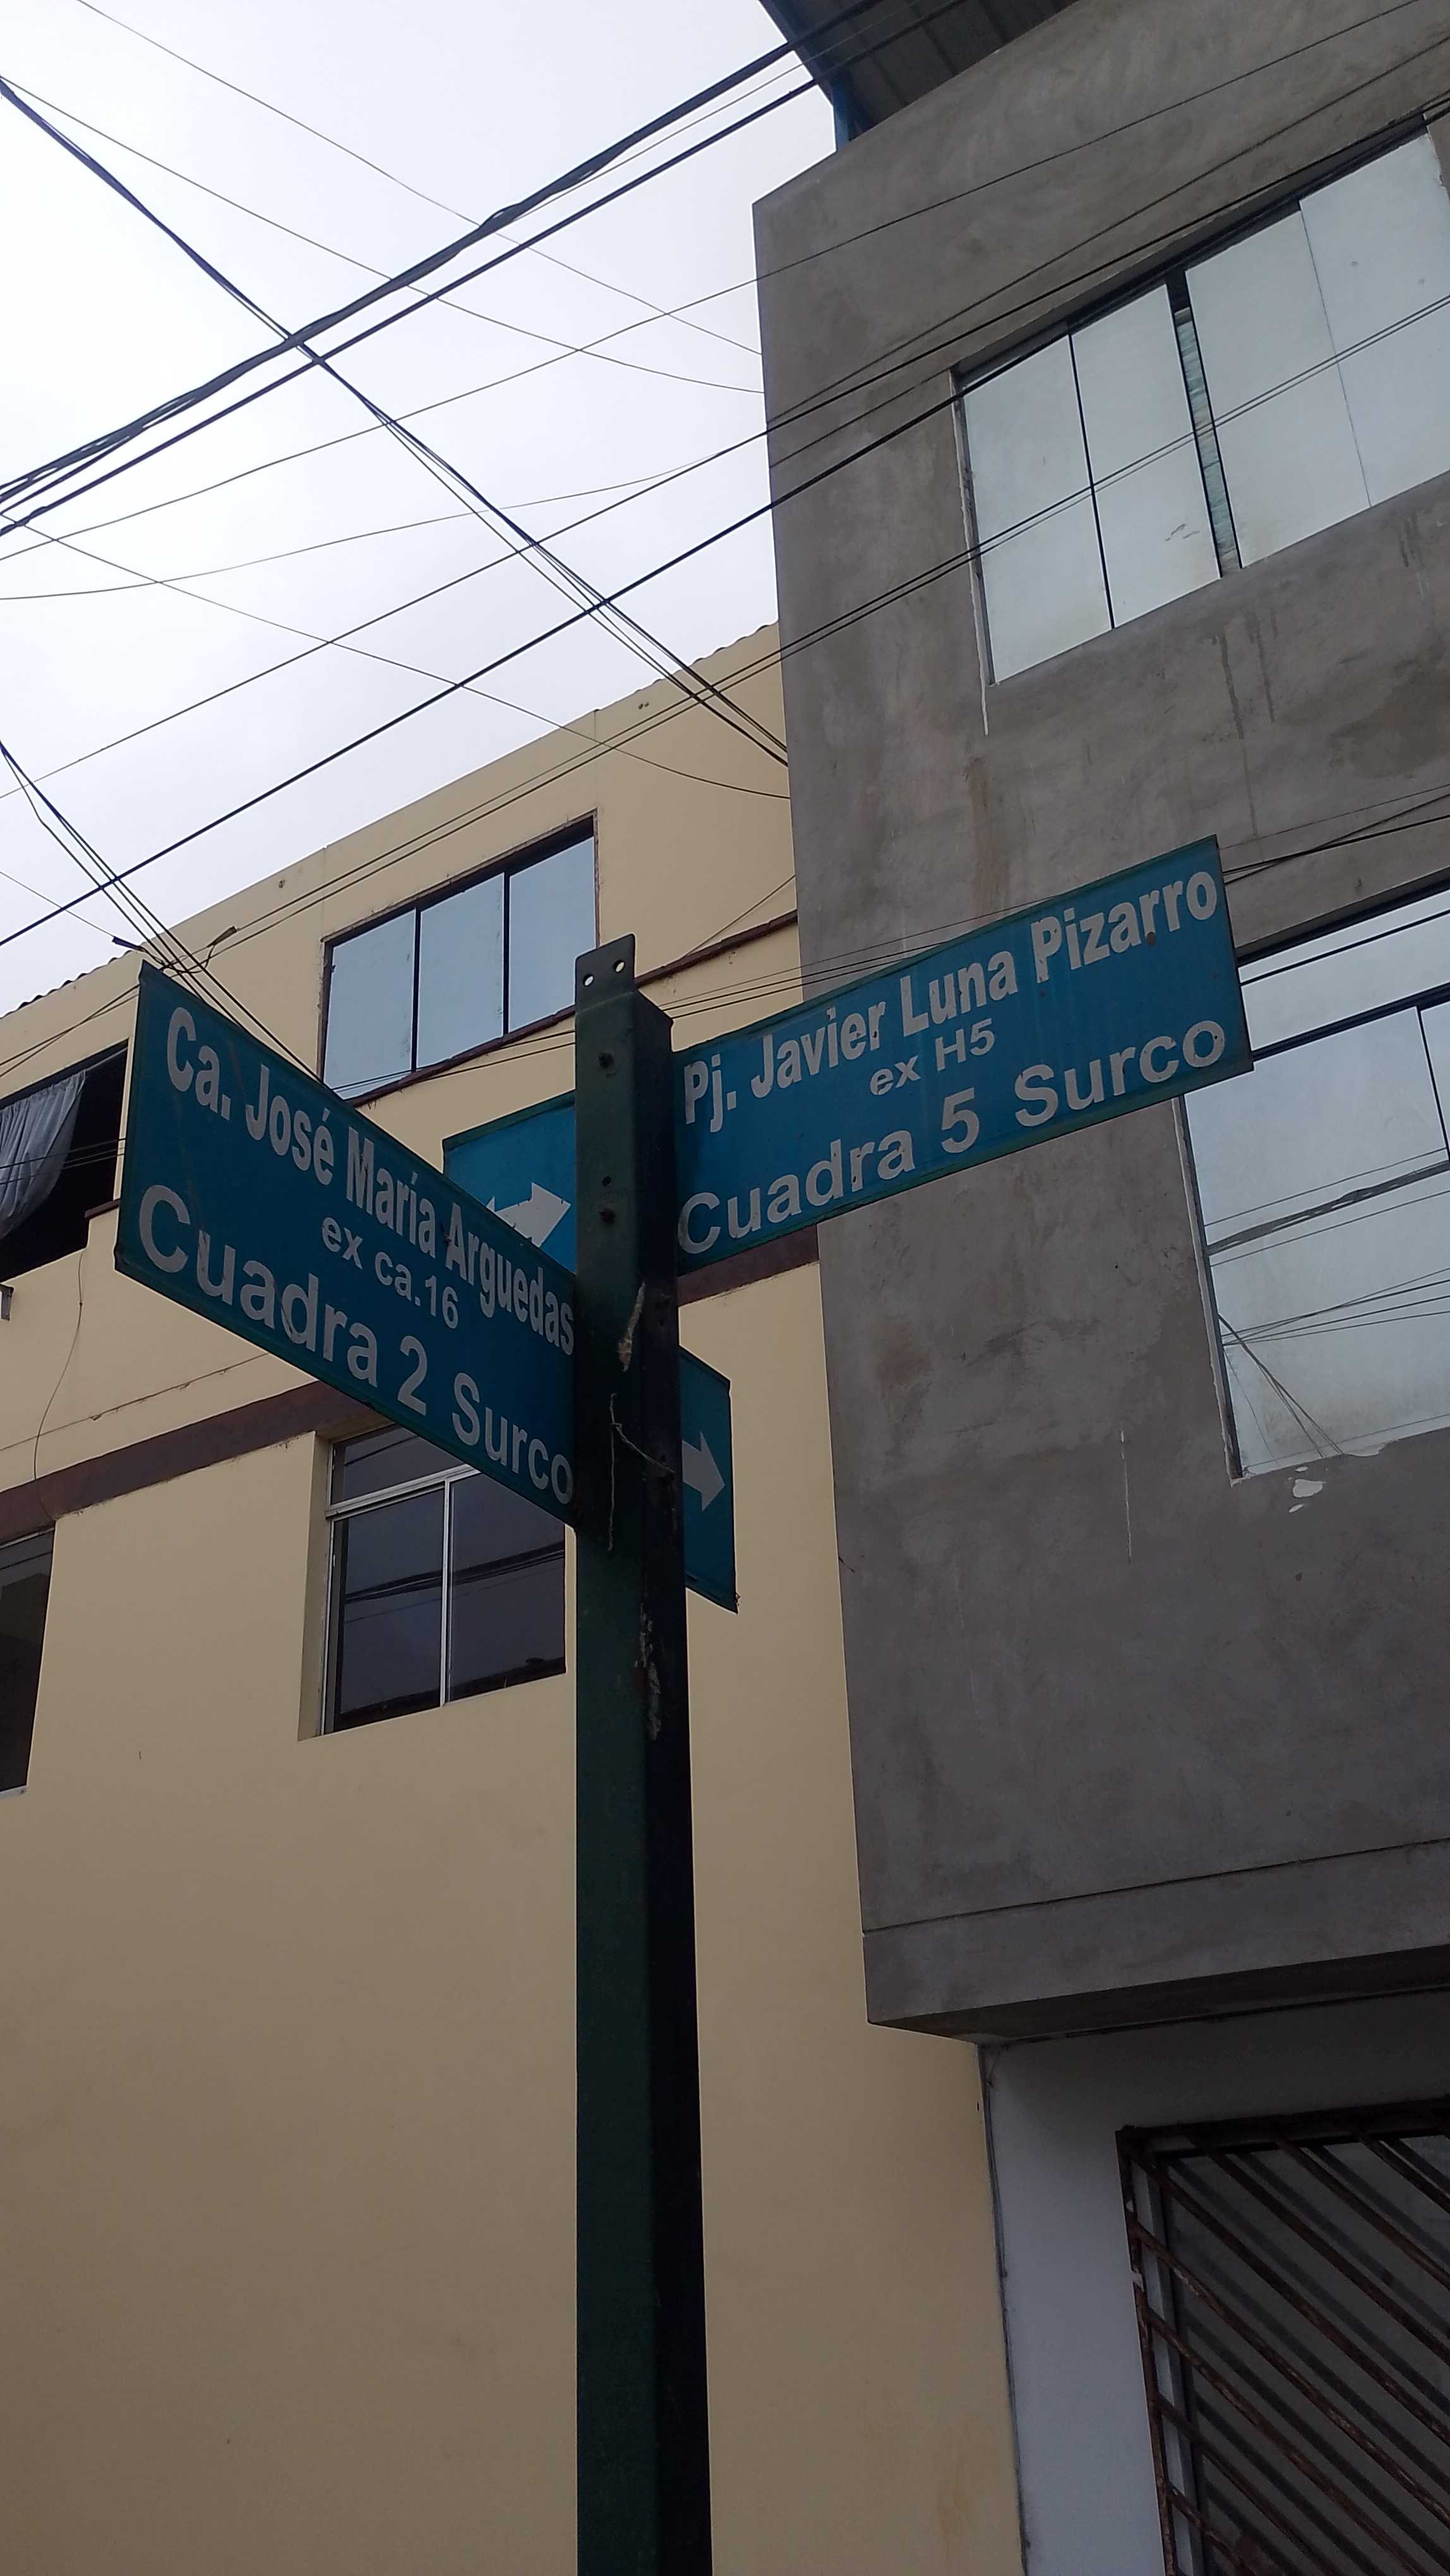 Ca. José María Arguedas
ex ca.16
Cuadra 2 Surco
Pj. Javier Luna Pizarro
ex H5
Cuadra 5 Surco